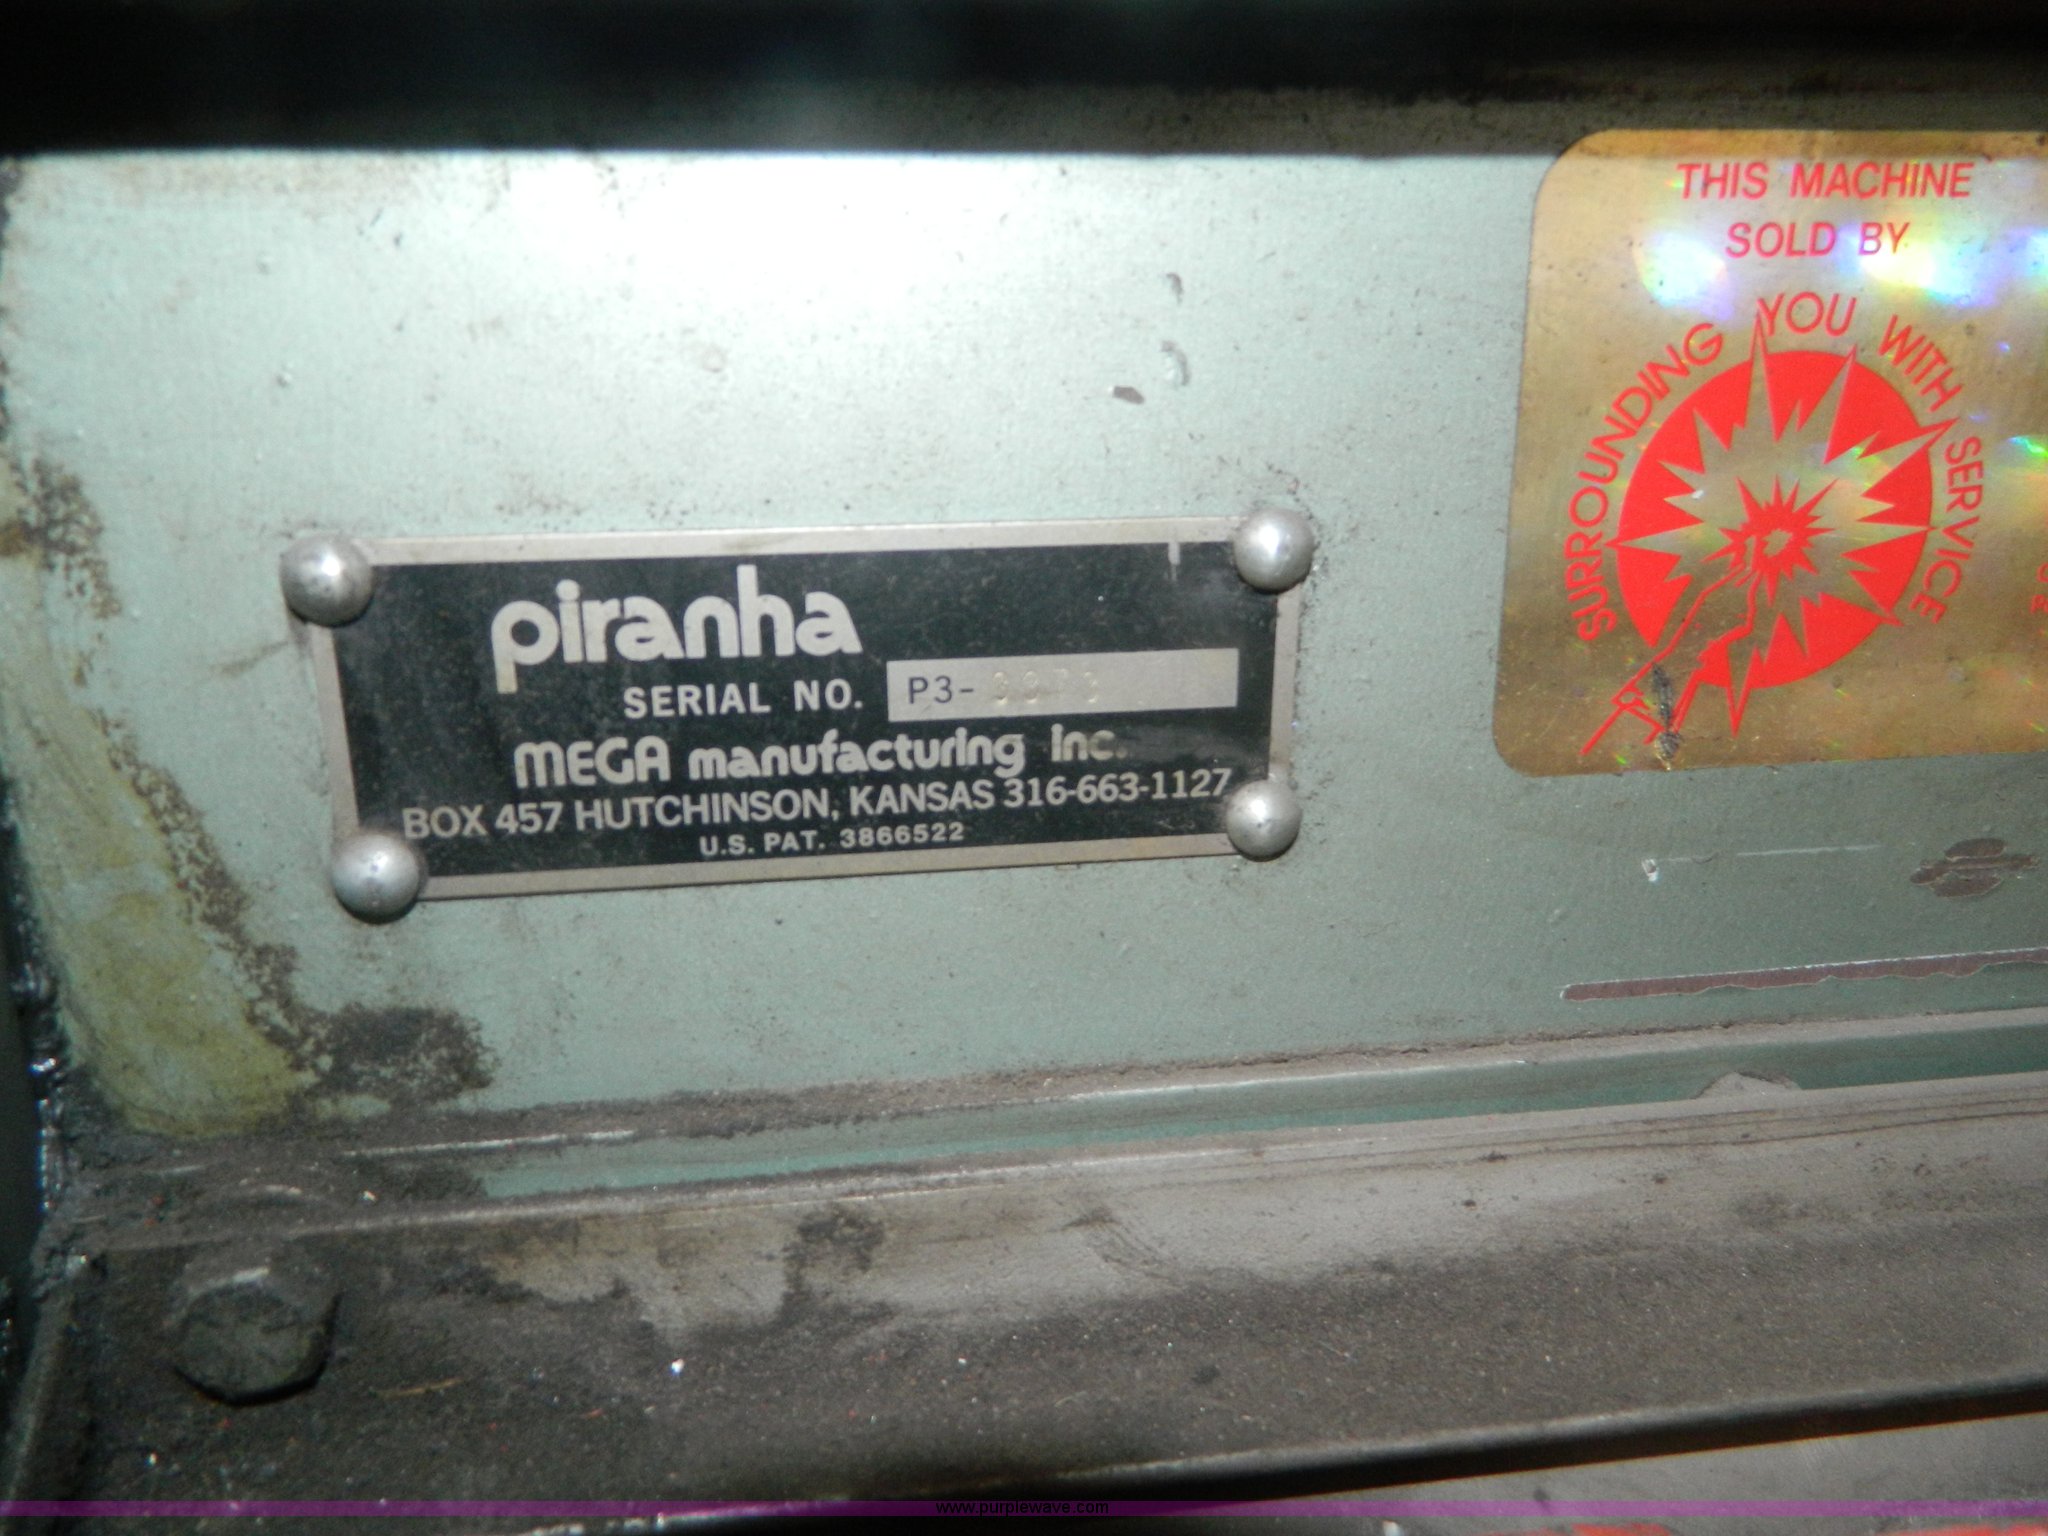 THIS MACHINE
SOLD BY
SURROUNDING YOU WITH SERVICE
piranha
SERIAL NO. P3-
MEGA manufacturing inc.
BOX 457 HUTCHINSON, KANSAS 316-663-1127
U.S. PAT. 3866522
www.purplewave.com